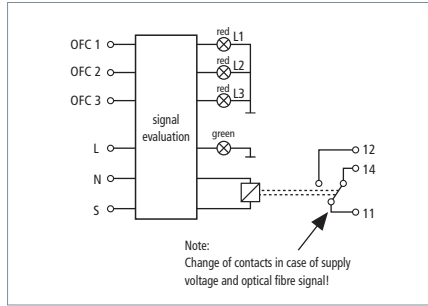 OFC 1
red L1
OFC 2
red L2
OFC 3
red L3
signal
evaluation
L
green
12
14
N
S
11
Note:
Change of contacts in case of supply
voltage and optical fibre signal!